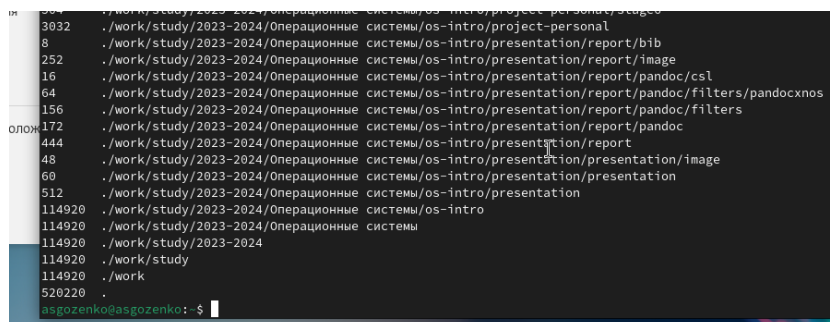 3032 ./work/study/2023-2024/Операционные системы/os-intro/project-personal
8 ./work/study/2023-2024/Операционные системы/os-intro/presentation/report/bib
252 ./work/study/2023-2024/Операционные системы/os-intro/presentation/report/image
16 ./work/study/2023-2024/Операционные системы/os-intro/presentation/report/pandoc/csl
64 ./work/study/2023-2024/Операционные системы/os-intro/presentation/report/pandoc/filters/pandocxnos
156 ./work/study/2023-2024/Операционные системы/os-intro/presentation/report/pandoc/filters
172 ./work/study/2023-2024/Операционные системы/os-intro/presentation/report/pandoc
444 ./work/study/2023-2024/Операционные системы/os-intro/presentation/report
48 ./work/study/2023-2024/Операционные системы/os-intro/presentation/presentation/image
60 ./work/study/2023-2024/Операционные системы/os-intro/presentation/presentation
512 ./work/study/2023-2024/Операционные системы/os-intro/presentation
114920 ./work/study/2023-2024/Операционные системы/os-intro
114920 ./work/study/2023-2024/Операционные системы
114920 ./work/study/2023-2024
114920 ./work/study
114920 ./work
520220 .
asgozenko@asgozenko:~$